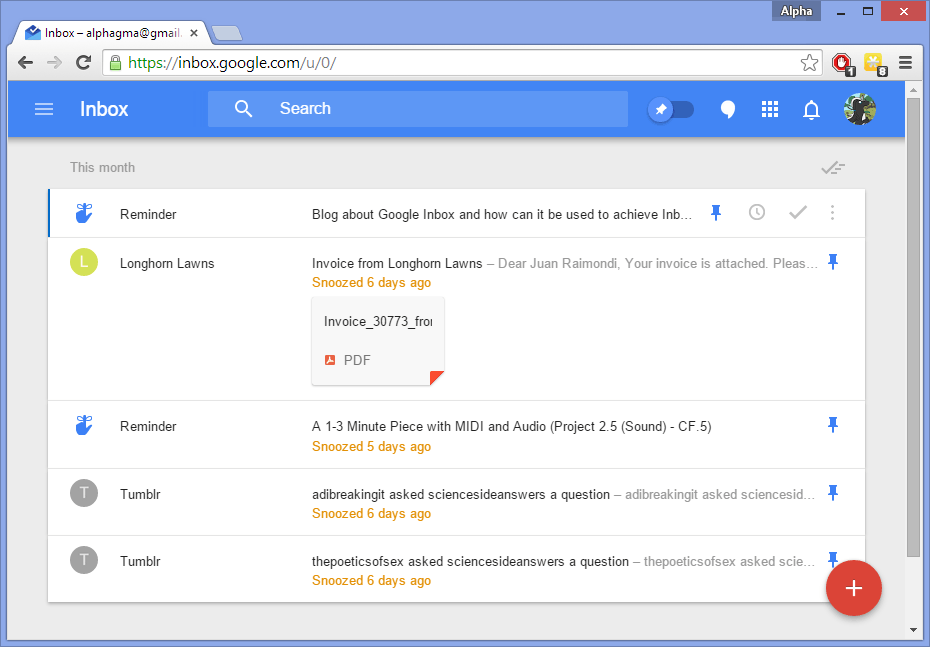 Alpha
Inbox – alphagma@gmail.
https://inbox.google.com/u/0/
1
8
Inbox
Search
This month
Reminder
Blog about Google Inbox and how can it be used to achieve Inb...
L
Longhorn Lawns
Invoice from Longhorn Lawns – Dear Juan Raimondi, Your invoice is attached. Pleas...
Snoozed 6 days ago
Invoice_30773_fror
PDF
Reminder
A 1-3 Minute Piece with MIDI and Audio (Project 2.5 (Sound) - CF.5)
Snoozed 5 days ago
T
Tumblr
adibreakingit asked sciencesideanswers a question – adibreakingit asked sciencesid...
Snoozed 6 days ago
T
Tumblr
thepoeticsofsex asked sciencesideanswers a question – thepoeticsofsex asked scie...
Snoozed 6 days ago